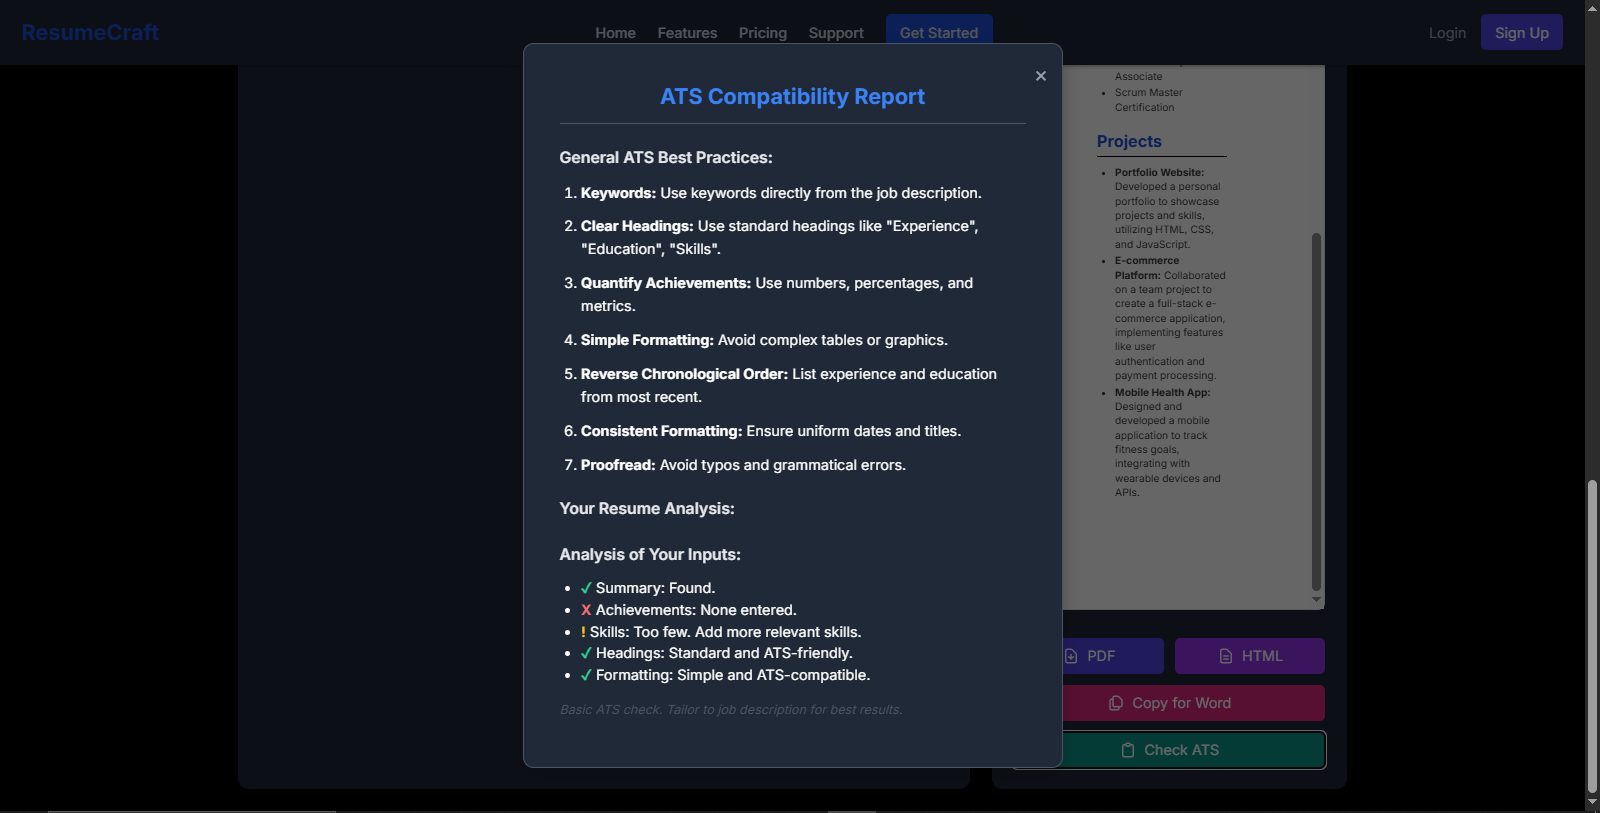 ResumeCraft
Home Features Pricing Support Get Started
Login Sign Up
×
ATS Compatibility Report
General ATS Best Practices:
1. Keywords: Use keywords directly from the job description.
2. Clear Headings: Use standard headings like "Experience",
"Education", "Skills".
3. Quantify Achievements: Use numbers, percentages, and
metrics.
4. Simple Formatting: Avoid complex tables or graphics.
5. Reverse Chronological Order: List experience and education
from most recent.
6. Consistent Formatting: Ensure uniform dates and titles.
7. Proofread: Avoid typos and grammatical errors.
Your Resume Analysis:
Analysis of Your Inputs:
• ✓ Summary: Found.
• X Achievements: None entered.
• ! Skills: Too few. Add more relevant skills.
• ✓ Headings: Standard and ATS-friendly.
• ✓ Formatting: Simple and ATS-compatible.
Basic ATS check. Tailor to job description for best results.
Associate
• Scrum Master
Certification
Projects
• Portfolio Website:
Developed a personal
portfolio to showcase
projects and skills,
utilizing HTML, CSS,
and JavaScript.
• E-commerce
Platform: Collaborated
on a team project to
create a full-stack e-
commerce application,
implementing features
like user
authentication and
payment processing.
• Mobile Health App:
Designed and
developed a mobile
application to track
fitness goals,
integrating with
wearable devices and
APIs.
PDF HTML
Copy for Word
Check ATS